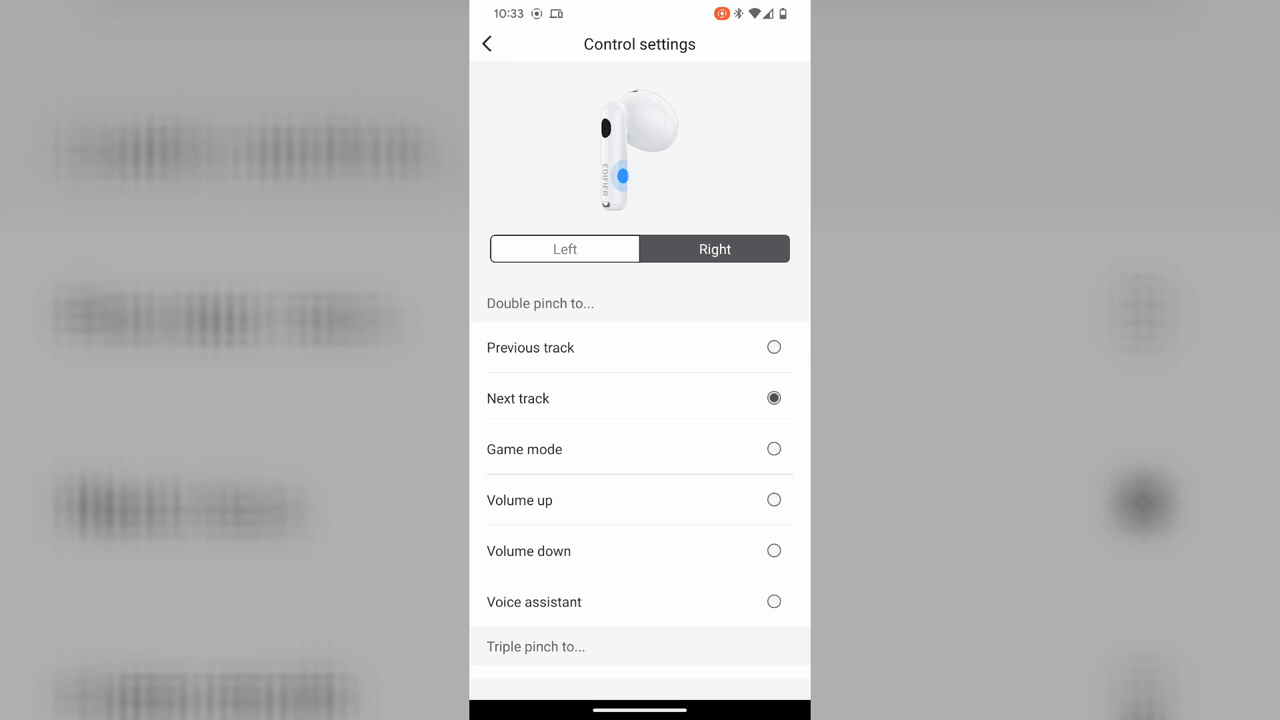 10:33
Control settings
EDIFIER
Left
Right
Double pinch to...
Previous track
Next track
Game mode
Volume up
Volume down
Voice assistant
Triple pinch to...